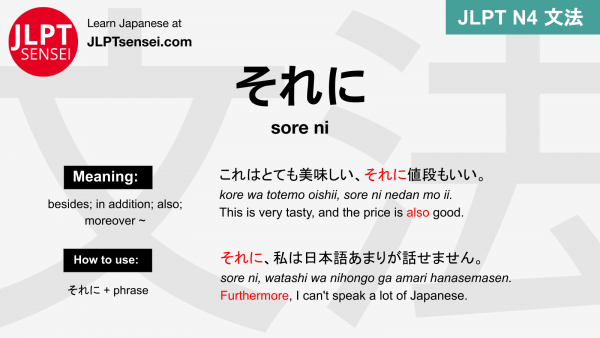 JLPT
SENSEI
Learn Japanese at
JLPTsensei.com
JLPT N4 文法
それに
sore ni
Meaning:
besides; in addition; also;
moreover ~
これはとても美味しい、それに値段もいい。
kore wa totemo oishii, sore ni nedan mo ii.
This is very tasty, and the price is also good.
How to use:
それに + phrase
それに、私は日本語あまりが話せません。
sore ni, watashi wa nihongo ga amari hanasemasen.
Furthermore, I can't speak a lot of Japanese.
文法